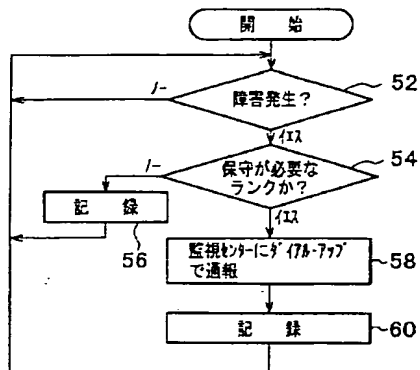 開 始
障害発生?
52
ノー
イエス
保守が必要な
ランクか?
54
ノー
イエス
記 録
56
監視センターにダイアル・アップ
で通報
58
記 録
60